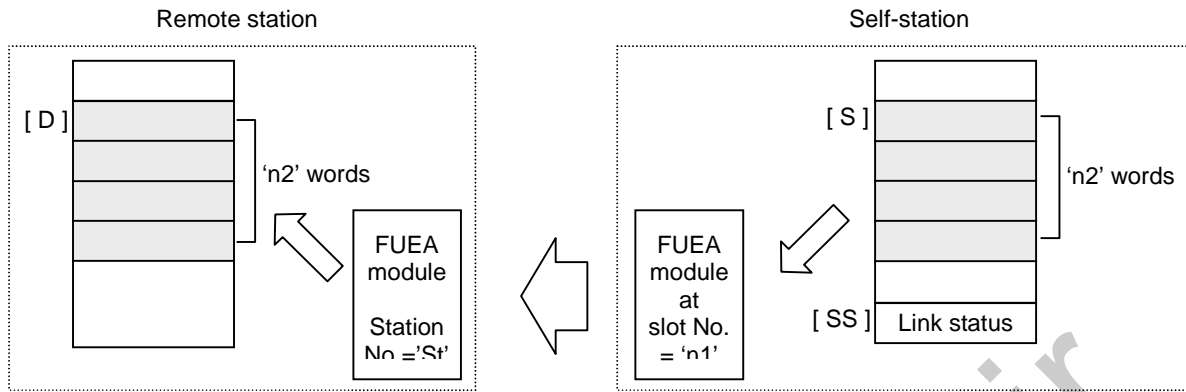 Remote station
Self-station
[ D ]
'n2' words
FUEA
module
Station
No.='St'
[ S ]
'n2' words
FUEA
module
at
slot No.
= 'n1'
[ SS ]
Link status
ir